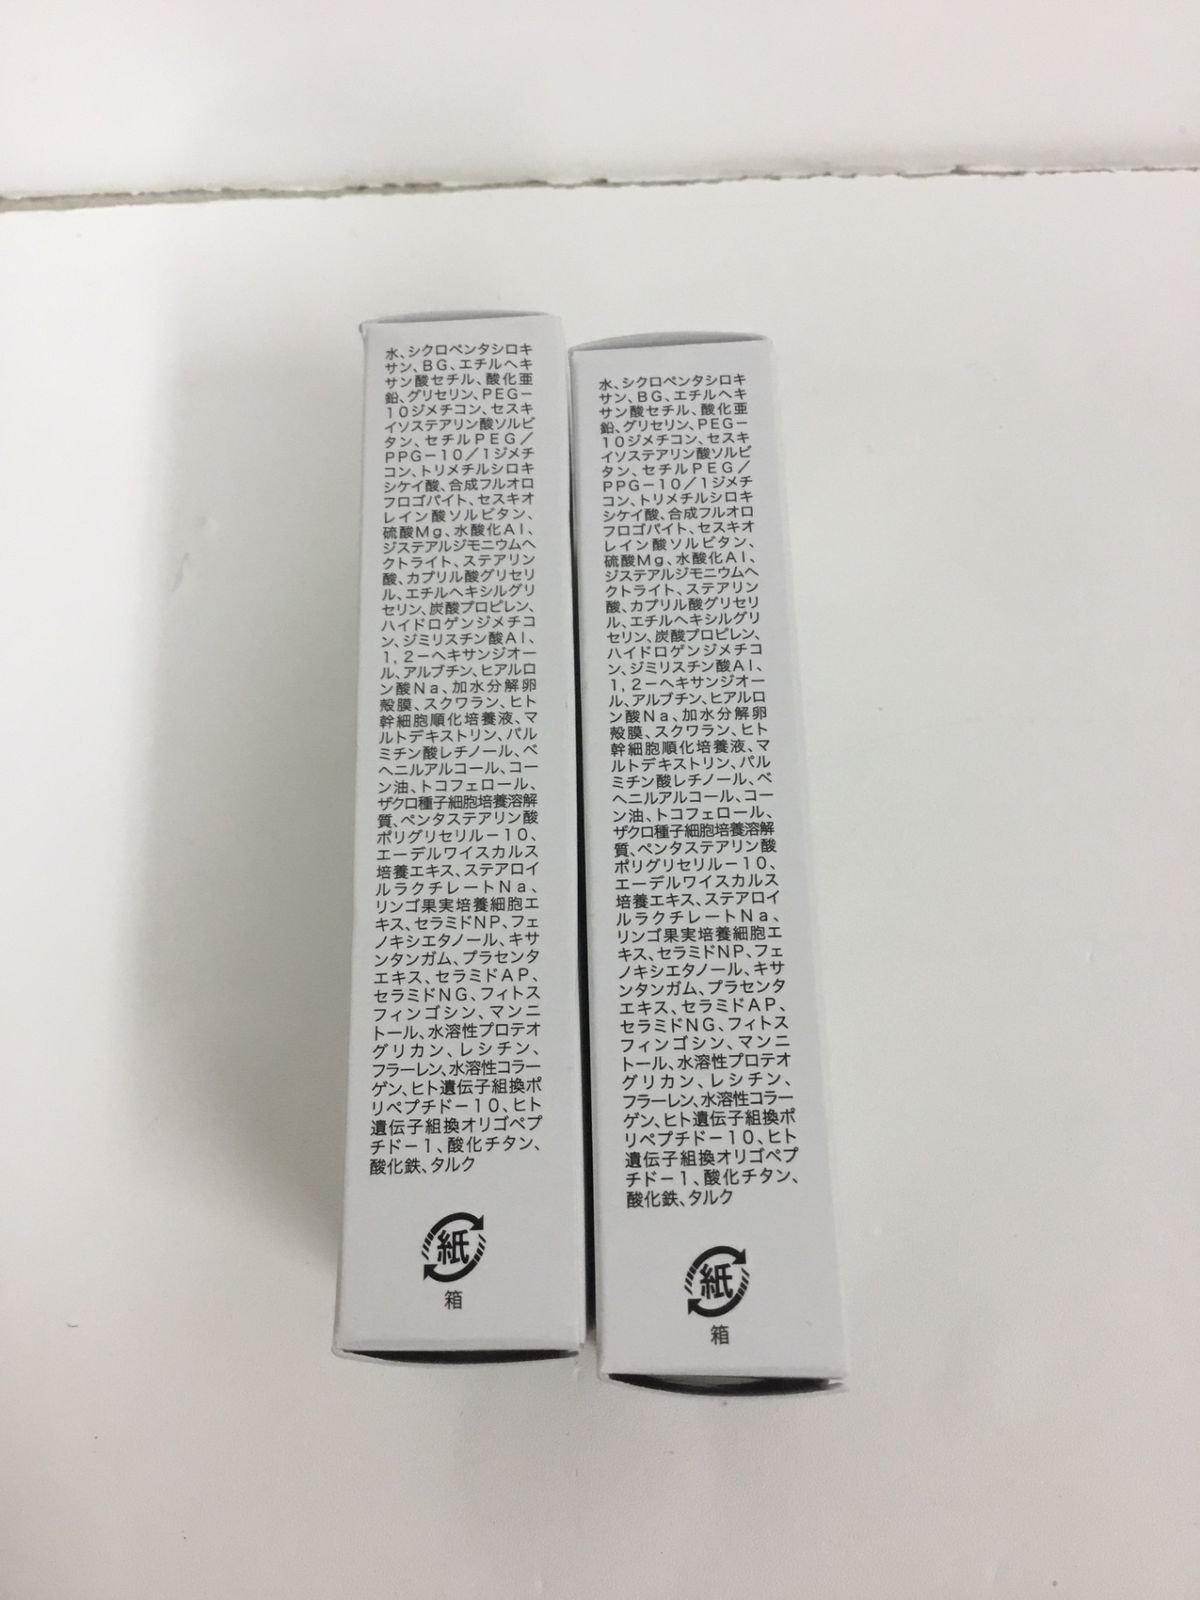 水、シクロペンタシロキ
サン、BG、エチルヘキ
サン酸セチル、酸化亜
鉛、グリセリン、PEG－
10ジメチコン、セスキ
イソステアリン酸ソルビ
タン、セチルPEG／
PPG－10／1ジメチ
コン、トリメチルシロキ
シケイ酸、合成フルオロ
フロゴパイト、セスキオ
レイン酸ソルビタン、
硫酸Mg、水酸化Al、
ジステアルジモニウムヘ
クトライト、ステアリン
酸、カプリル酸グリセリ
ル、エチルヘキシルグリ
セリン、炭酸プロピレン、
ハイドロゲンジメチコ
ン、ジミリスチン酸Al、
1，2－ヘキサンジオー
ル、アルブチン、ヒアルロ
ン酸Na、加水分解卵
殻膜、スクワラン、ヒト
幹細胞順化培養液、マ
ルトデキストリン、パル
ミチン酸レチノール、ベ
ヘニルアルコール、コー
ン油、トコフェロール、
ザクロ種子細胞培養溶解
質、ペンタステアリン酸
ポリグリセリル－10、
エーデルワイスカルス
培養エキス、ステアロイ
ルラクチレートNa、
リンゴ果実培養細胞エ
キス、セラミドNP、フェ
ノキシエタノール、キサ
ンタンガム、プラセンタ
エキス、セラミドAP、
セラミドNG、フィトス
フィンゴシン、マンニ
トール、水溶性プロテオ
グリカン、レシチン、
フラーレン、水溶性コラー
ゲン、ヒト遺伝子組換ポ
リペプチド－10、ヒト
遺伝子組換オリゴペプ
チド－1、酸化チタン、
酸化鉄、タルク
紙
箱
水、シクロペンタシロキ
サン、BG、エチルヘキ
サン酸セチル、酸化亜
鉛、グリセリン、PEG－
10ジメチコン、セスキ
イソステアリン酸ソルビ
タン、セチルPEG／
PPG－10／1ジメチ
コン、トリメチルシロキ
シケイ酸、合成フルオロ
フロゴパイト、セスキオ
レイン酸ソルビタン、
硫酸Mg、水酸化Al、
ジステアルジモニウムヘ
クトライト、ステアリン
酸、カプリル酸グリセリ
ル、エチルヘキシルグリ
セリン、炭酸プロピレン、
ハイドロゲンジメチコ
ン、ジミリスチン酸Al、
1，2－ヘキサンジオー
ル、アルブチン、ヒアルロ
ン酸Na、加水分解卵
殻膜、スクワラン、ヒト
幹細胞順化培養液、マ
ルトデキストリン、パル
ミチン酸レチノール、ベ
ヘニルアルコール、コー
ン油、トコフェロール、
ザクロ種子細胞培養溶解
質、ペンタステアリン酸
ポリグリセリル－10、
エーデルワイスカルス
培養エキス、ステアロイ
ルラクチレートNa、
リンゴ果実培養細胞エ
キス、セラミドNP、フェ
ノキシエタノール、キサ
ンタンガム、プラセンタ
エキス、セラミドAP、
セラミドNG、フィトス
フィンゴシン、マンニ
トール、水溶性プロテオ
グリカン、レシチン、
フラーレン、水溶性コラー
ゲン、ヒト遺伝子組換ポ
リペプチド－10、ヒト
遺伝子組換オリゴペプ
チド－1、酸化チタン、
酸化鉄、タルク
紙
箱